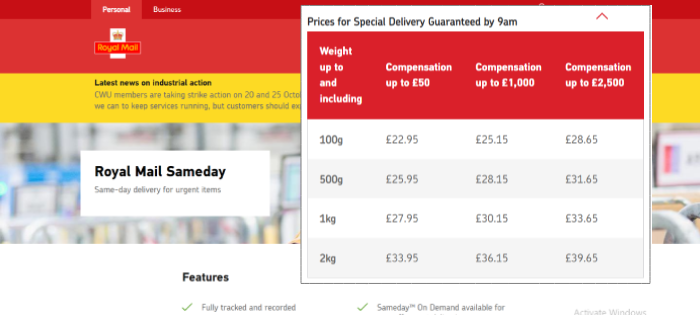 Personal Business
Royal Mail
Latest news on industrial action
CWU members are taking strike action on 20 and 25
we can to keep services running, but customers should
Royal Mail Sameday
Same-day delivery for urgent items
Features
Fully tracked and recorded
Sameday™ On Demand available for
Prices for Special Delivery Guaranteed by 9am
Weight up to and including Compensation up to £50 Compensation up to £1,000 Compensation up to £2,500
100g £22.95 £25.15 £28.65
500g £25.95 £28.15 £31.65
1kg £27.95 £30.15 £33.65
2kg £33.95 £36.15 £39.65
Activate Windows